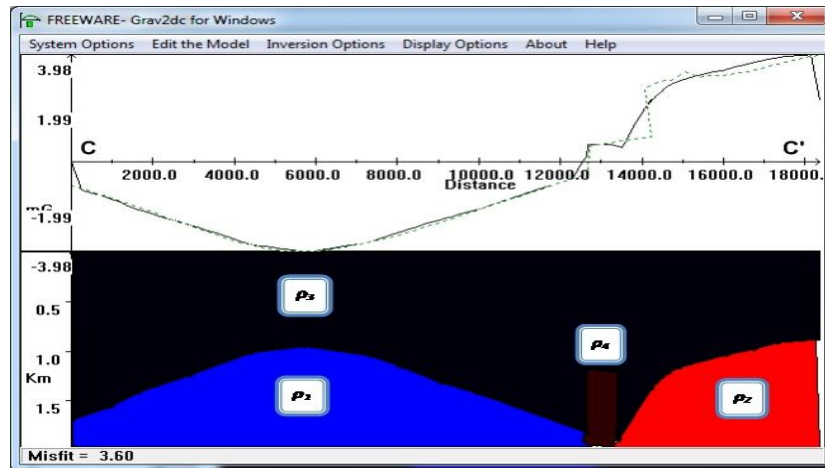 FREEWARE- Grav2dc for Windows
System Options Edit the Model Inversion Options Display Options About Help
3.98
1.99
C C'
2000.0 4000.0 6000.0 8000.0 10000.0 12000.0 14000.0 16000.0 18000.
Distance
-1.99
-3.98
ρ₃
0.5
ρ₄
1.0
Km
ρ₁ ρ₂
1.5
Misfit = 3.60